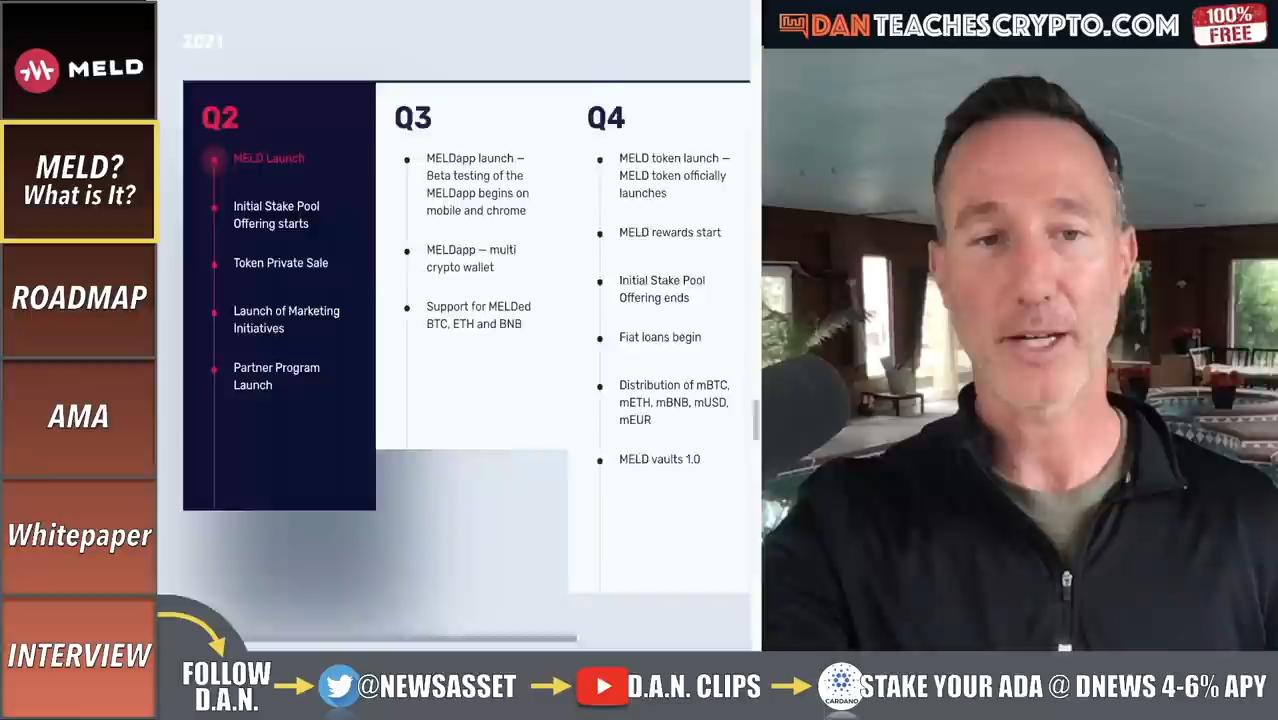 MELD
MELD?
What is It?
ROADMAP
AMA
Whitepaper
INTERVIEW
2021
Q2
MELD Launch
Initial Stake Pool
Offering starts
Token Private Sale
Launch of Marketing
Initiatives
Partner Program
Launch
Q3
MELDapp launch –
Beta testing of the
MELDapp begins on
mobile and chrome
MELDapp – multi
crypto wallet
Support for MELDed
BTC, ETH and BNB
Q4
MELD token launch –
MELD token officially
launches
MELD rewards start
Initial Stake Pool
Offering ends
Fiat loans begin
Distribution of mBTC,
mETH, mBNB, mUSD,
mEUR
MELD vaults 1.0
DANTEACHESCRYPTO.COM
100%
FREE
FOLLOW
D.A.N.
@NEWSASSET
D.A.N. CLIPS
CARDANO
STAKE YOUR ADA @ DNEWS 4-6% APY